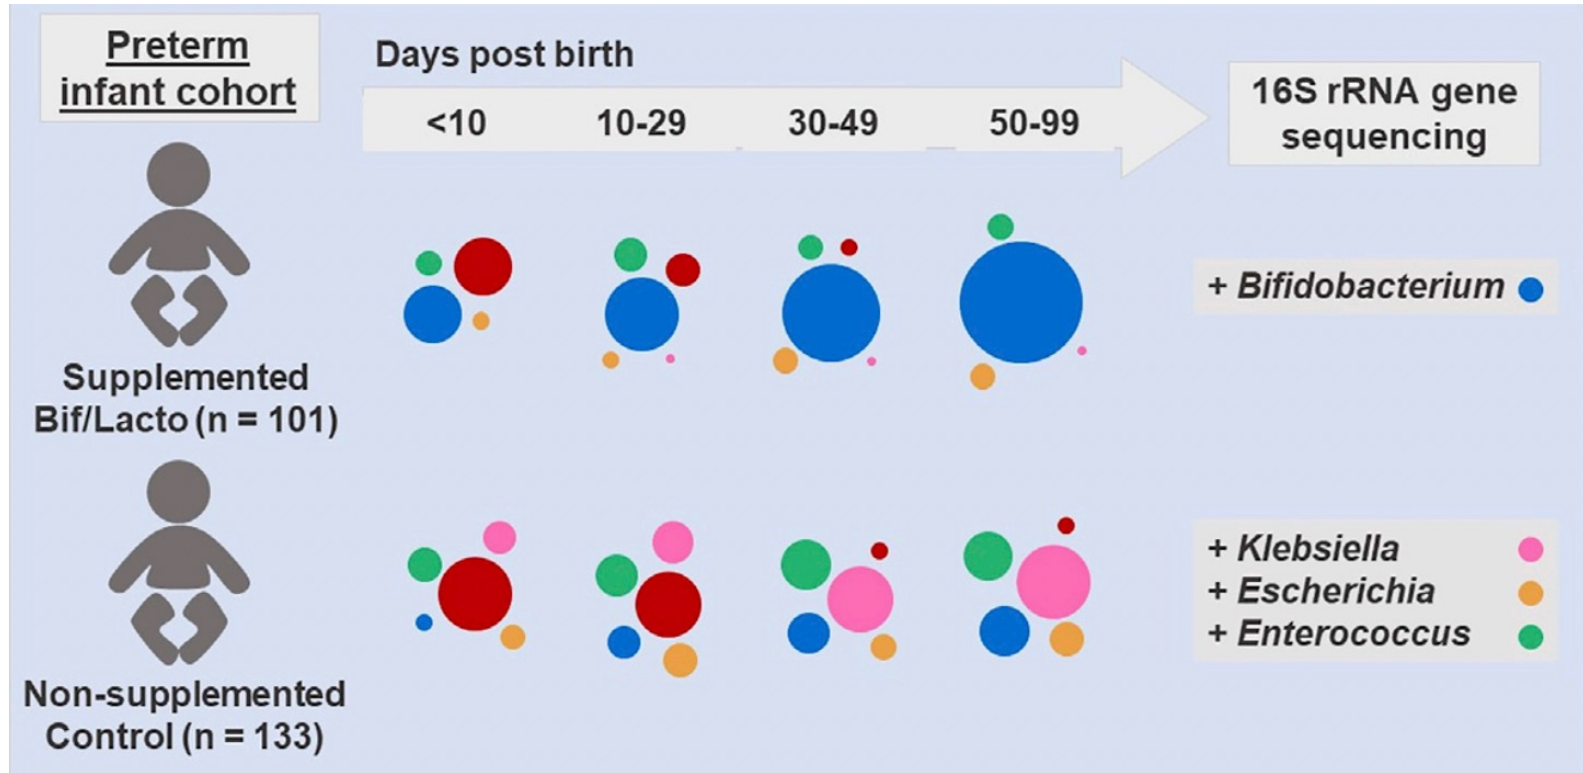 Preterm
infant cohort
Days post birth
<10 10-29 30-49 50-99
16S rRNA gene
sequencing
Supplemented
Bif/Lacto (n = 101)
+ Bifidobacterium
Non-supplemented
Control (n = 133)
+ Klebsiella
+ Escherichia
+ Enterococcus